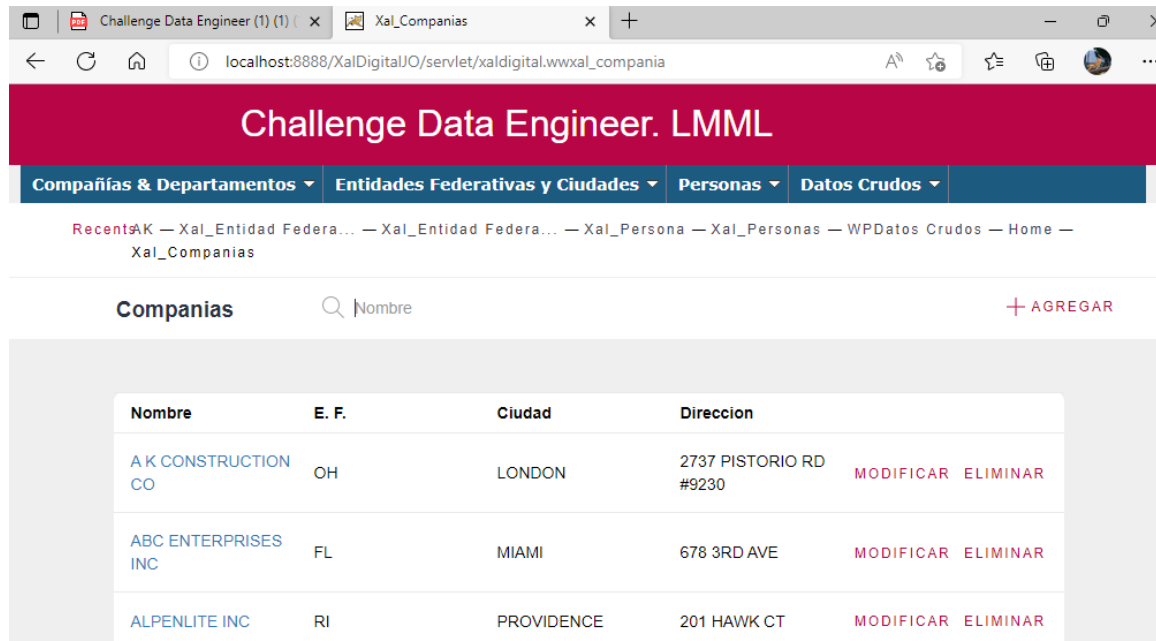 Challenge Data Engineer (1) (1) (
Xal_Companias
localhost:8888/XalDigitalJO/servlet/xaldigital.wwxal_compania
Challenge Data Engineer. LMML
Compañías & Departamentos Entidades Federativas y Ciudades Personas Datos Crudos
Recents AK — Xal_Entidad Federa... — Xal_Entidad Federa... — Xal_Persona — Xal_Personas — WPDatos Crudos — Home —
Xal_Companias
Companias Nombre AGREGAR
Nombre E. F. Ciudad Direccion
A K CONSTRUCTION CO OH LONDON 2737 PISTORIO RD #9230 MODIFICAR ELIMINAR
ABC ENTERPRISES INC FL MIAMI 678 3RD AVE MODIFICAR ELIMINAR
ALPENLITE INC RI PROVIDENCE 201 HAWK CT MODIFICAR ELIMINAR